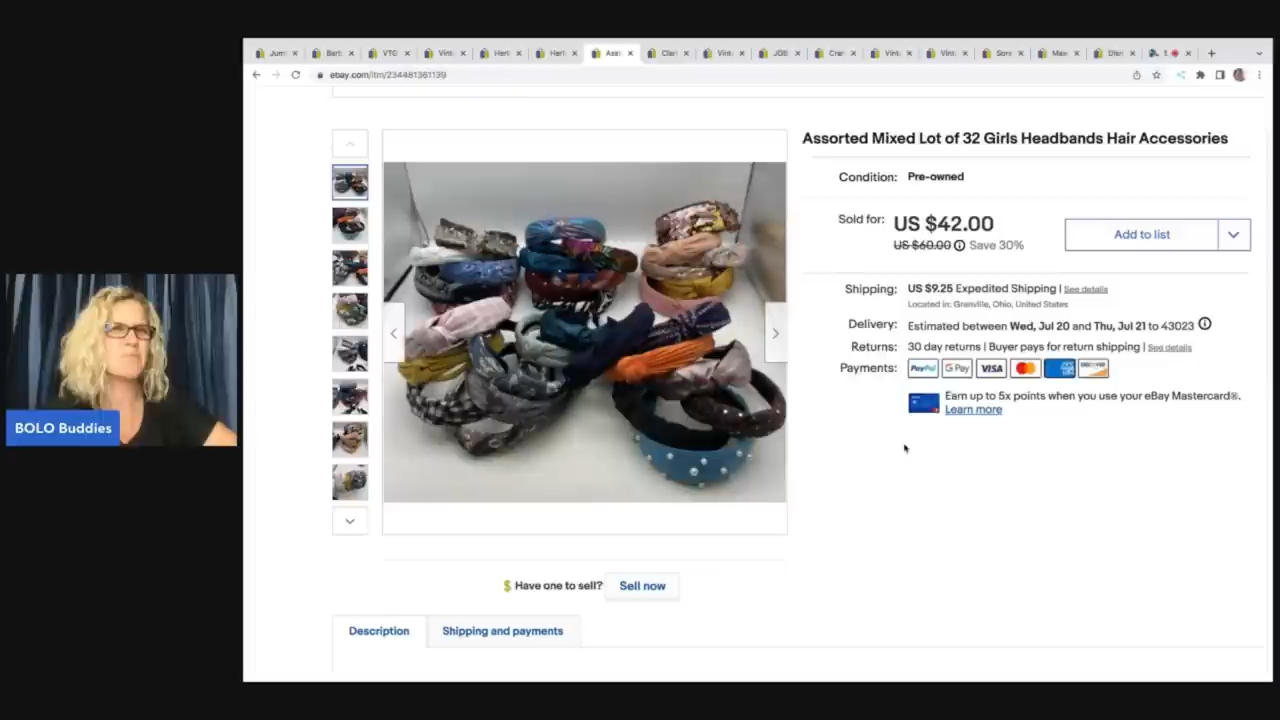 ebay.com/itm/234481361139
Assorted Mixed Lot of 32 Girls Headbands Hair Accessories
Condition: Pre-owned
Sold for: US $42.00
US $60.00 Save 30%
Add to list
Shipping: US $9.25 Expedited Shipping | See details
Located in: Granville, Ohio, United States
Delivery: Estimated between Wed, Jul 20 and Thu, Jul 21 to 43023
Returns: 30 day returns | Buyer pays for return shipping | See details
Payments: PayPal G Pay VISA DISCOVER
Earn up to 5x points when you use your eBay Mastercard®.
Learn more
BOLO Buddies
$ Have one to sell? Sell now
Description Shipping and payments